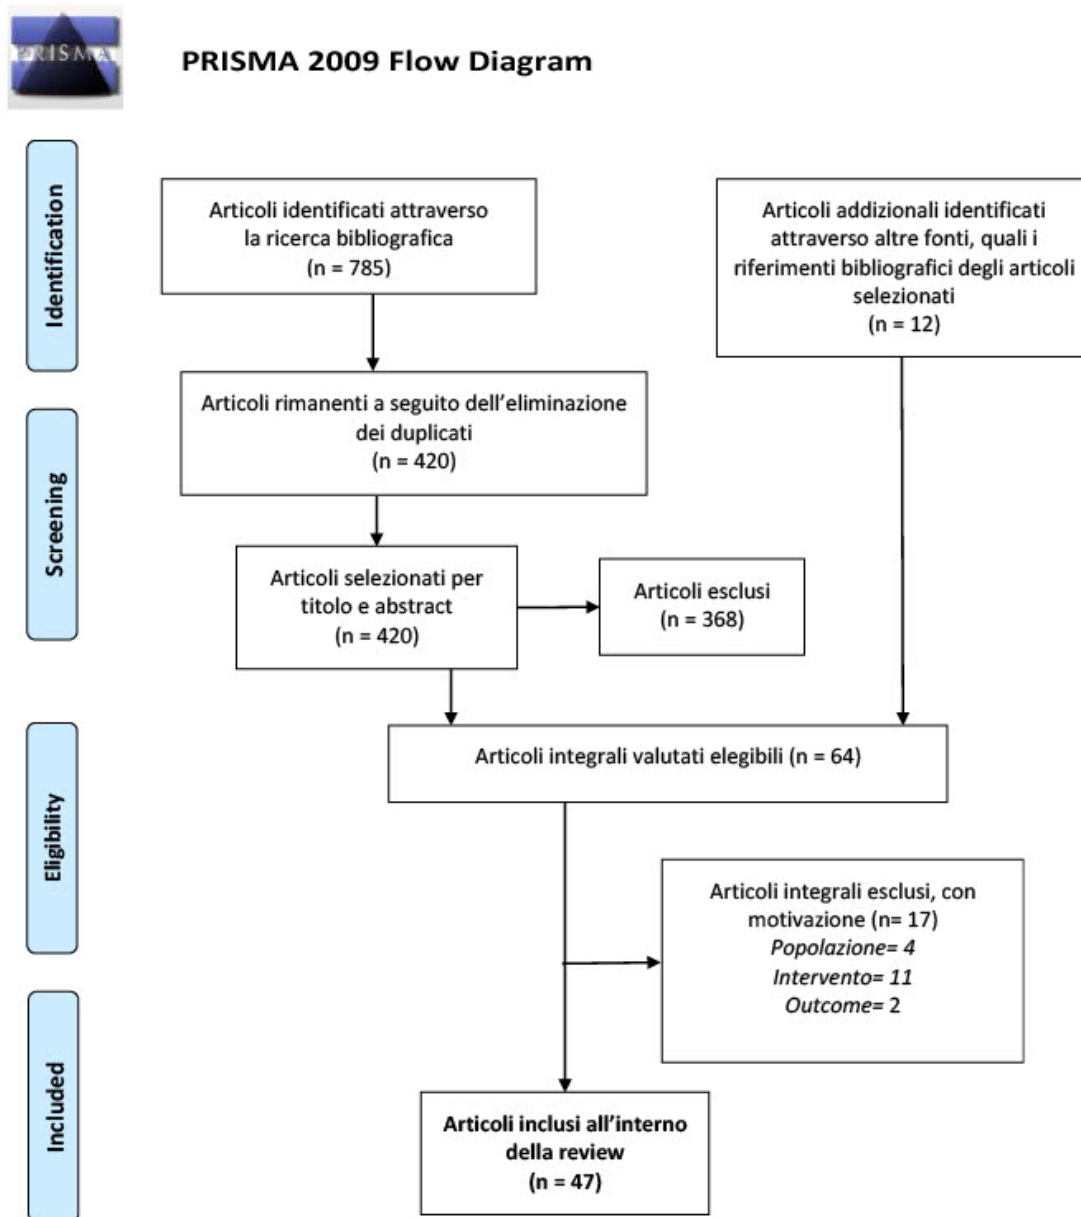 PRISMA
PRISMA 2009 Flow Diagram
Identification
Articoli identificati attraverso
la ricerca bibliografica
(n = 785)
Articoli addizionali identificati
attraverso altre fonti, quali i
riferimenti bibliografici degli articoli
selezionati
(n = 12)
Screening
Articoli rimanenti a seguito dell'eliminazione
dei duplicati
(n = 420)
Articoli selezionati per
titolo e abstract
(n = 420)
Articoli esclusi
(n = 368)
Eligibility
Articoli integrali valutati elegibili (n = 64)
Articoli integrali esclusi, con
motivazione (n= 17)
Popolazione= 4
Intervento= 11
Outcome= 2
Included
Articoli inclusi all'interno
della review
(n = 47)